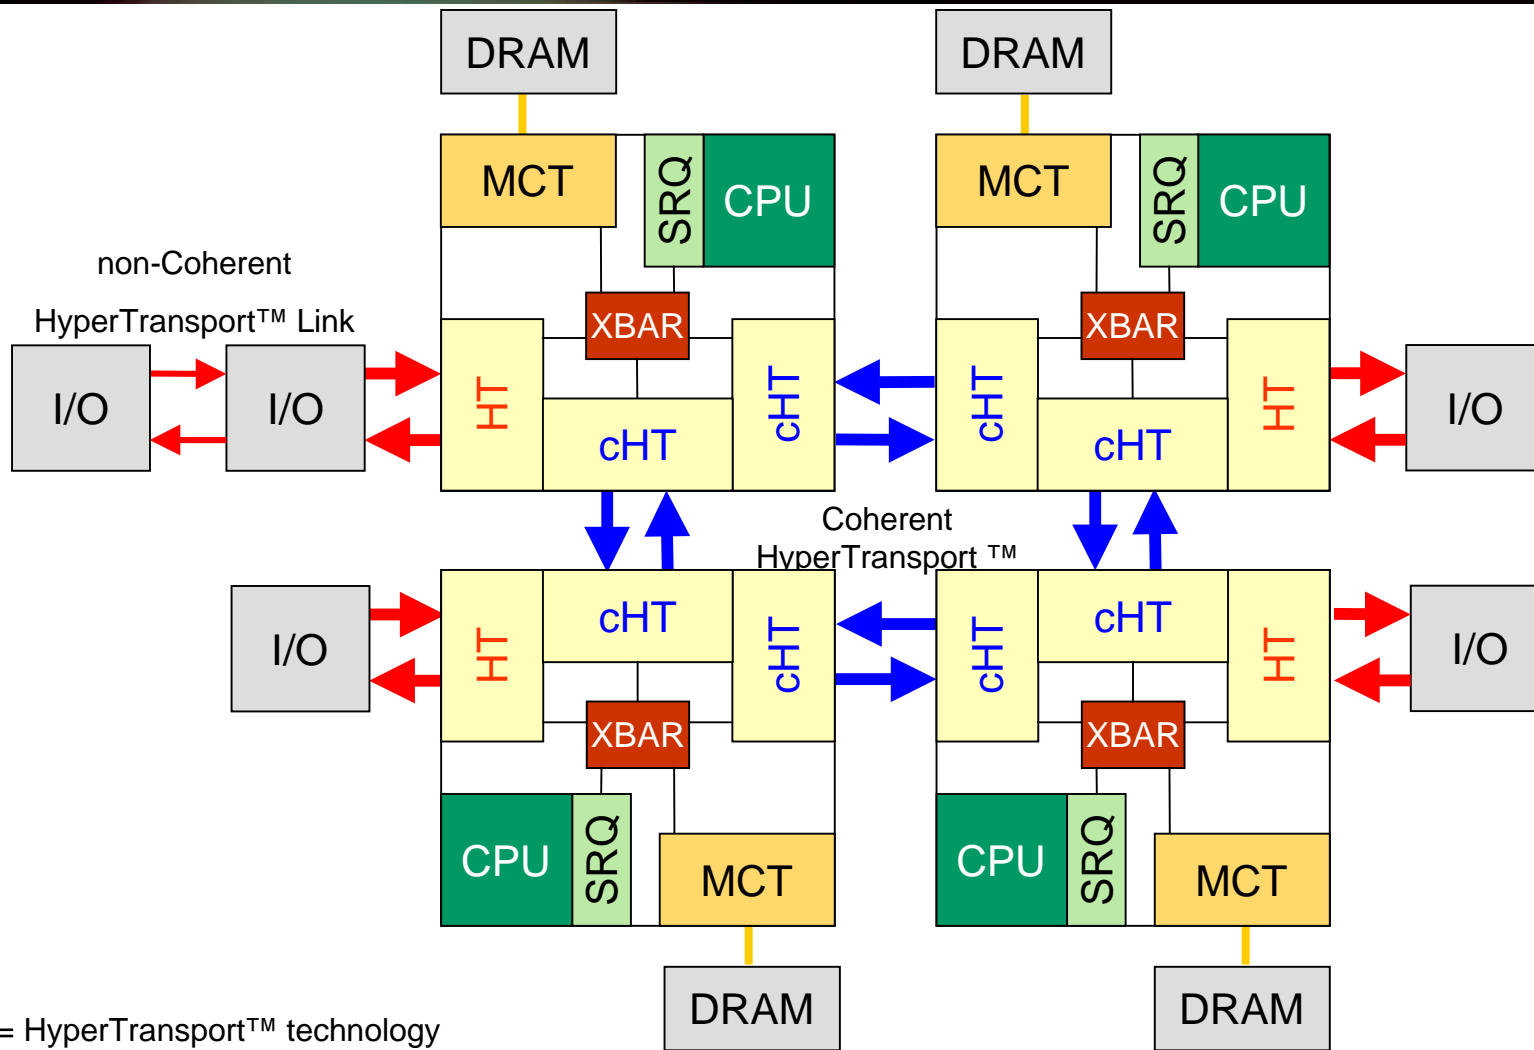 DRAM
DRAM
MCT
SRQ
CPU
MCT
SRQ
CPU
non-Coherent
HyperTransport™ Link
XBAR
XBAR
I/O
I/O
HT
cHT
cHT
cHT
cHT
HT
I/O
Coherent
HyperTransport ™
I/O
HT
cHT
cHT
cHT
cHT
HT
I/O
XBAR
XBAR
CPU
SRQ
MCT
CPU
SRQ
MCT
DRAM
DRAM
= HyperTransport™ technology